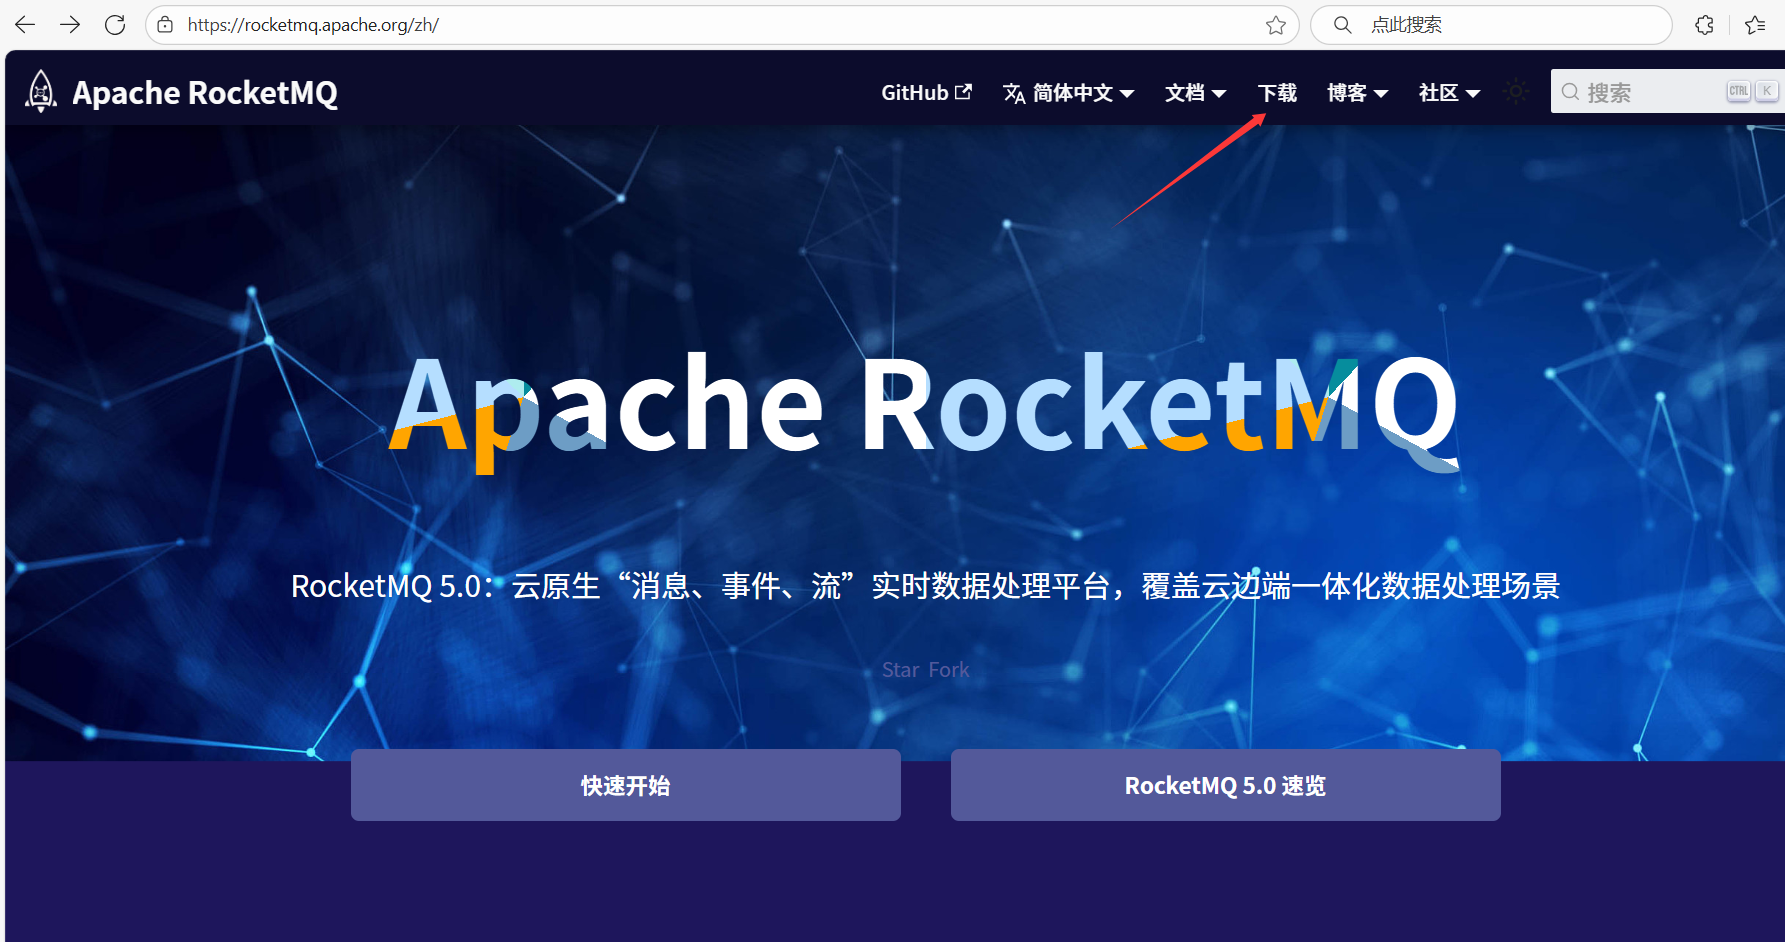 https://rocketmq.apache.org/zh/
点此搜索
Apache RocketMQ
GitHub
简体中文
文档
下载
博客
社区
搜索
CTRL K
Apache RocketMQ
RocketMQ 5.0：云原生“消息、事件、流”实时数据处理平台，覆盖云边端一体化数据处理场景
Star Fork
快速开始
RocketMQ 5.0 速览